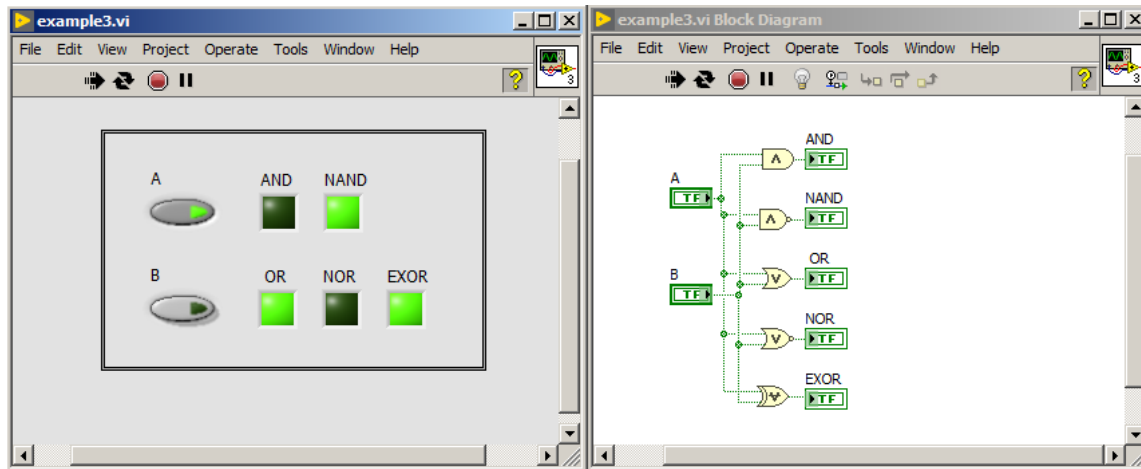 example3.vi
File Edit View Project Operate Tools Window Help
?
3
A
AND NAND
B
OR NOR EXOR
example3.vi Block Diagram
File Edit View Project Operate Tools Window Help
?
3
AND
TF
A
TF
NAND
TF
OR
TF
B
TF
NOR
TF
EXOR
TF